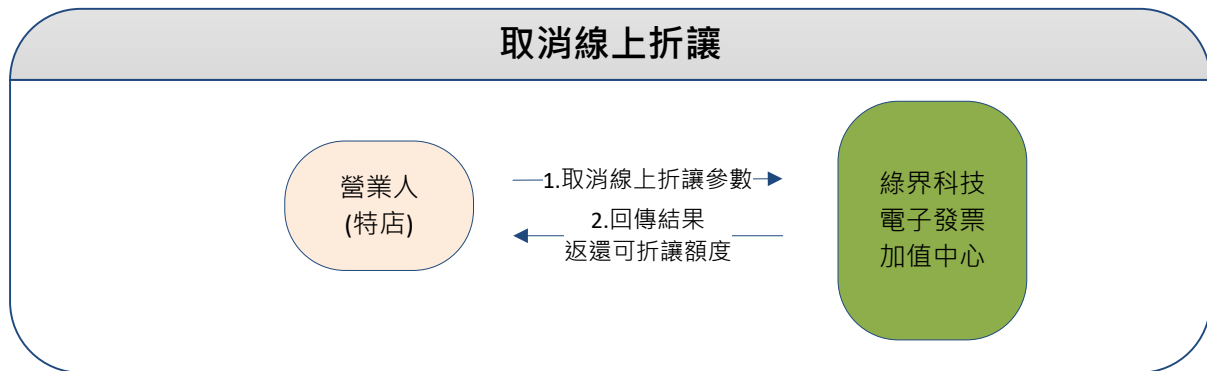 取消線上折讓
營業人
(特店)
1.取消線上折讓參數
2.回傳結果
返還可折讓額度
綠界科技
電子發票
加值中心